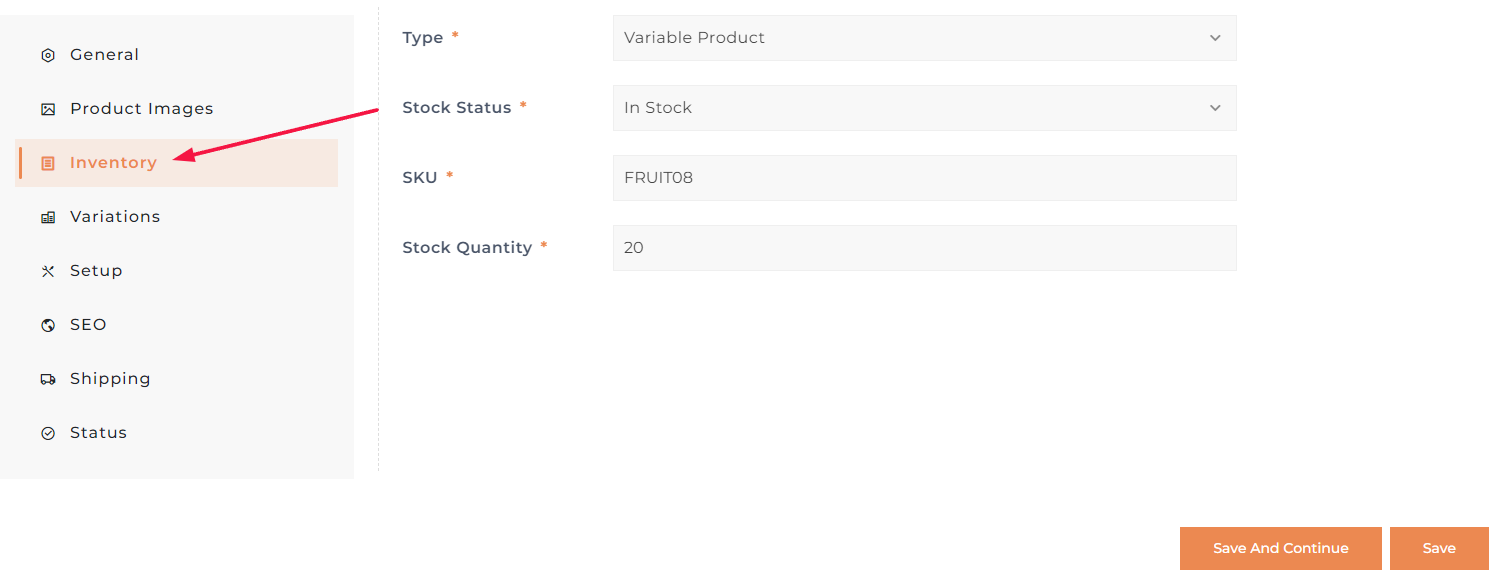 General
Product Images
Inventory
Variations
Setup
SEO
Shipping
Status
Type *
Variable Product
Stock Status *
In Stock
SKU *
FRUIT08
Stock Quantity *
20
Save And Continue
Save